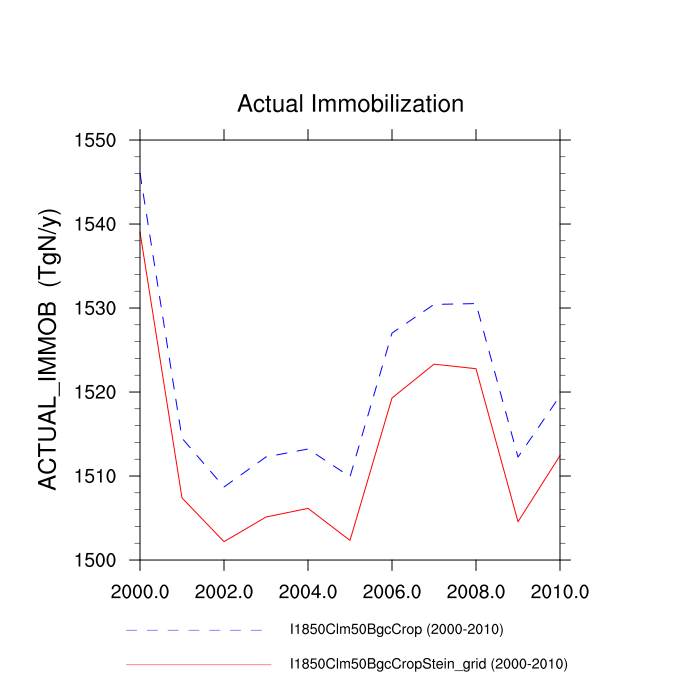 Actual Immobilization
ACTUAL_IMMOB (TgN/y)
1550
1540
1530
1520
1510
1500
2000.0 2002.0 2004.0 2006.0 2008.0 2010.0
I1850Clm50BgcCrop (2000-2010)
I1850Clm50BgcCropStein_grid (2000-2010)